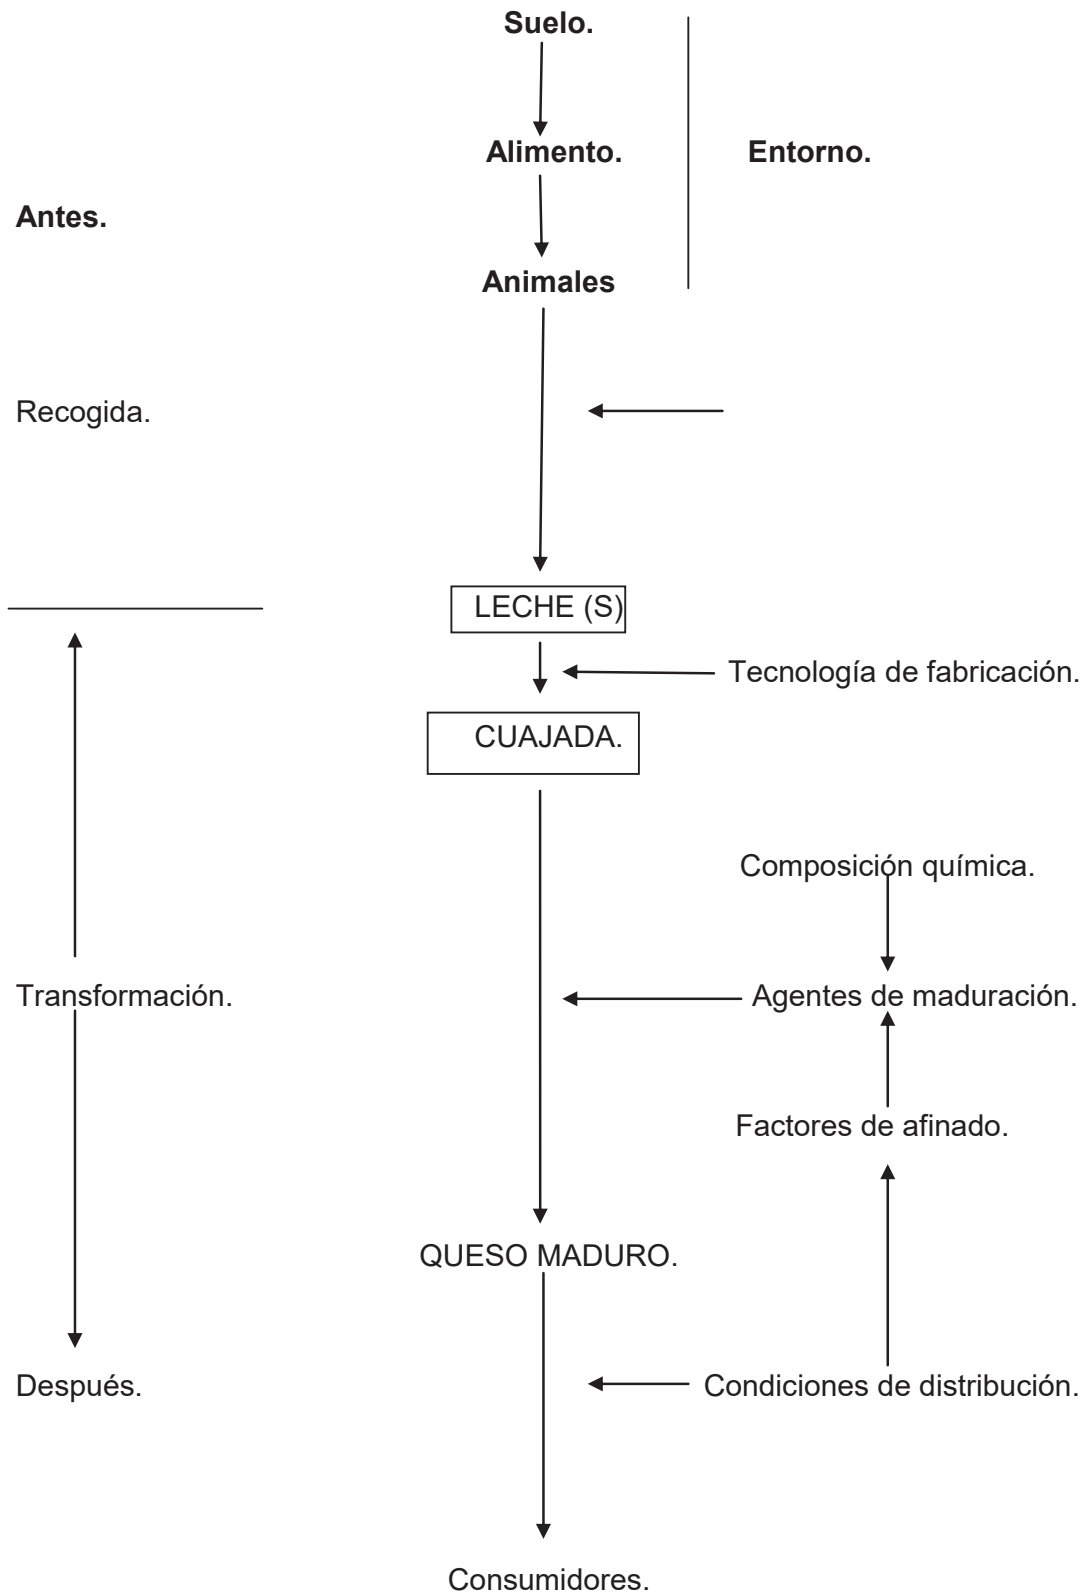 Suelo.
Alimento.
Entorno.
Antes.
Animales
Recogida.
LECHE (S)
Tecnología de fabricación.
CUAJADA.
Composición química.
Transformación.
Agentes de maduración.
Factores de afinado.
QUESO MADURO.
Después.
Condiciones de distribución.
Consumidores.